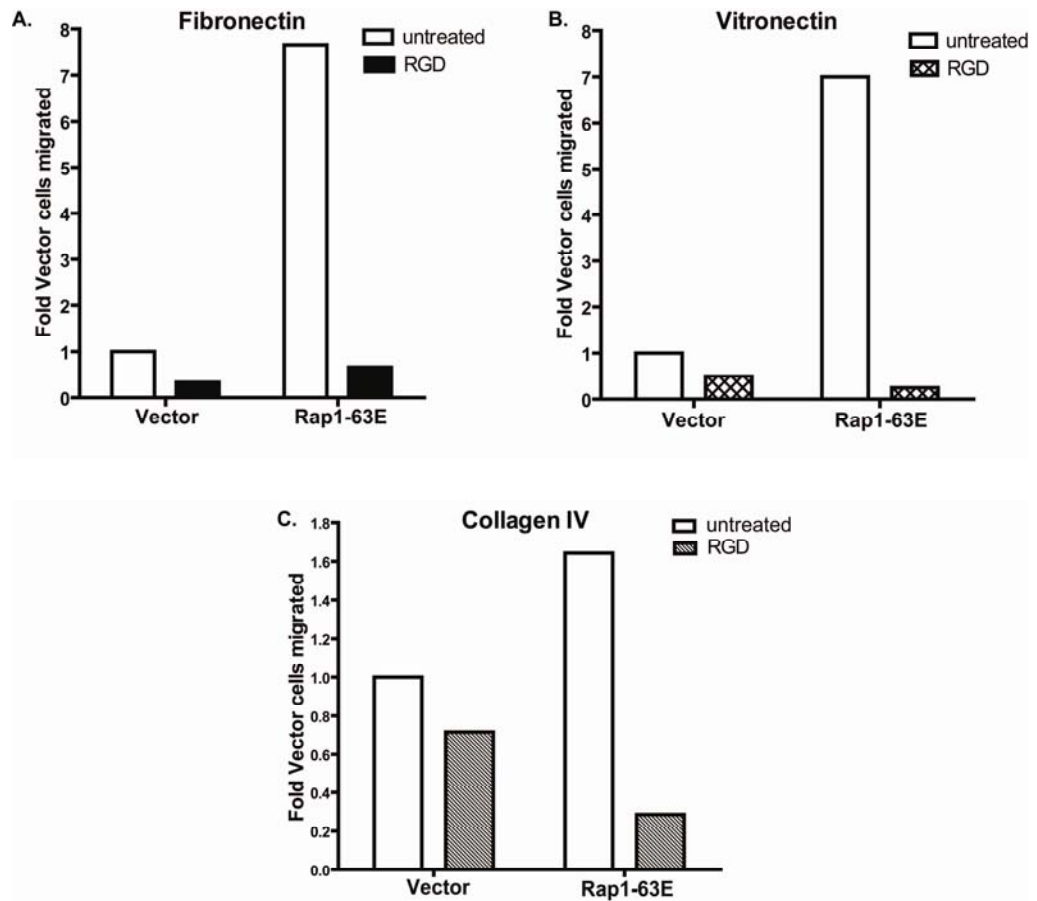 A.
Fibronectin
untreated
RGD
Fold Vector cells migrated
8
7
6
5
4
3
2
1
0
Vector
Rap1-63E
B.
Vitronectin
untreated
RGD
Fold Vector cells migrated
8
7
6
5
4
3
2
1
0
Vector
Rap1-63E
C.
Collagen IV
untreated
RGD
Fold Vector cells migrated
1.8
1.6
1.4
1.2
1.0
0.8
0.6
0.4
0.2
0.0
Vector
Rap1-63E